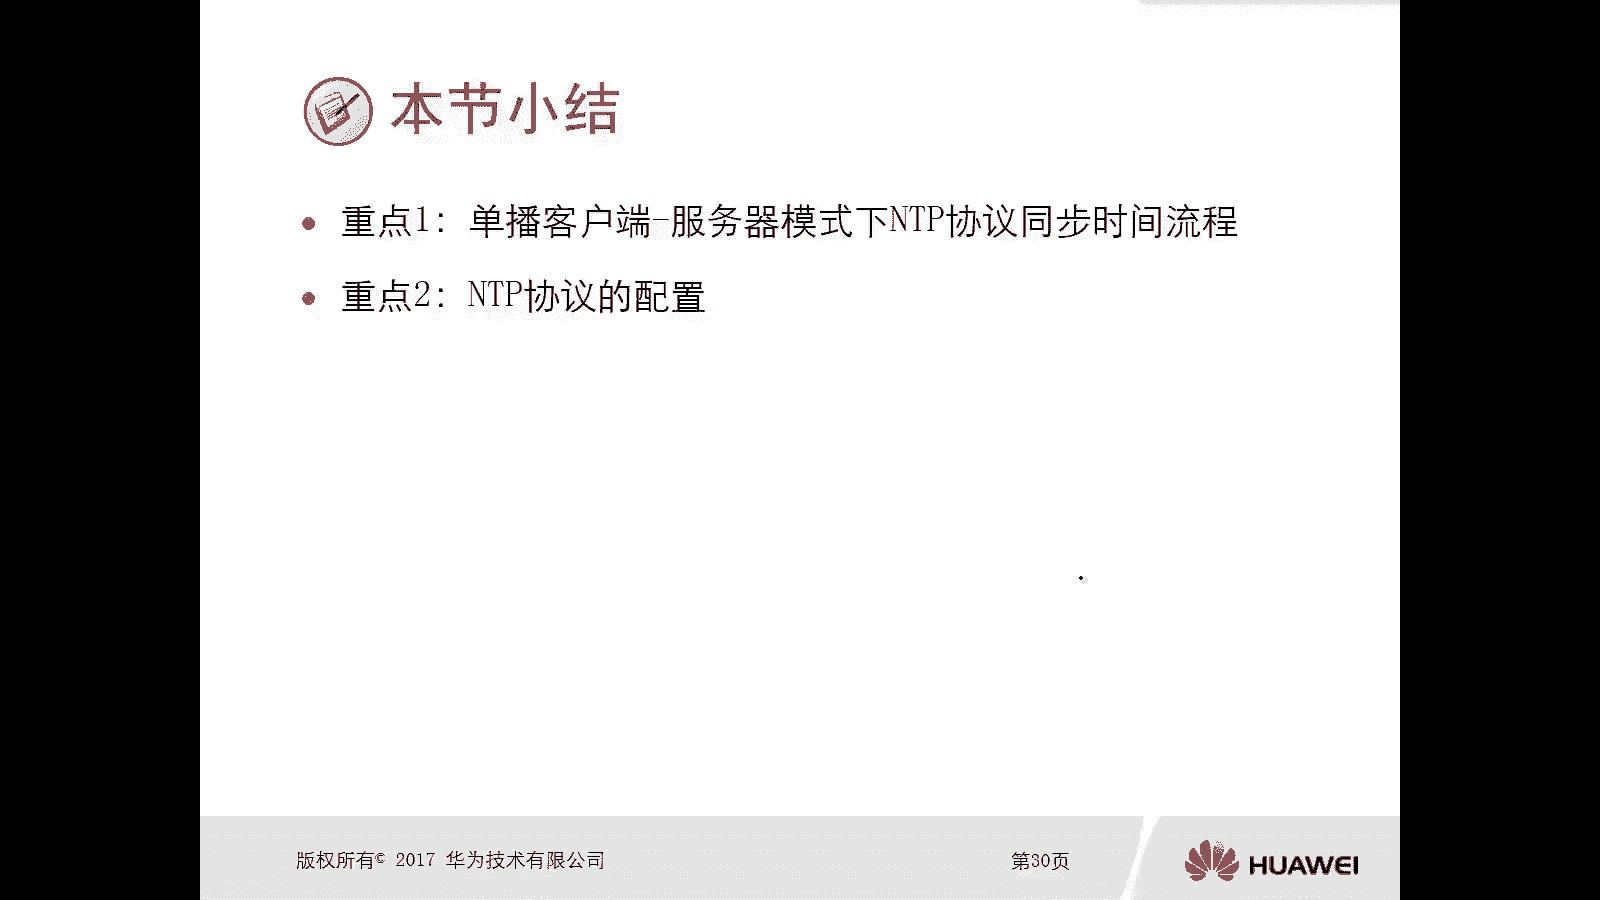 本节小结
重点1：单播客户端-服务器模式下NTP协议同步时间流程
重点2：NTP协议的配置
版权所有© 2017 华为技术有限公司
第30页
HUAWEI